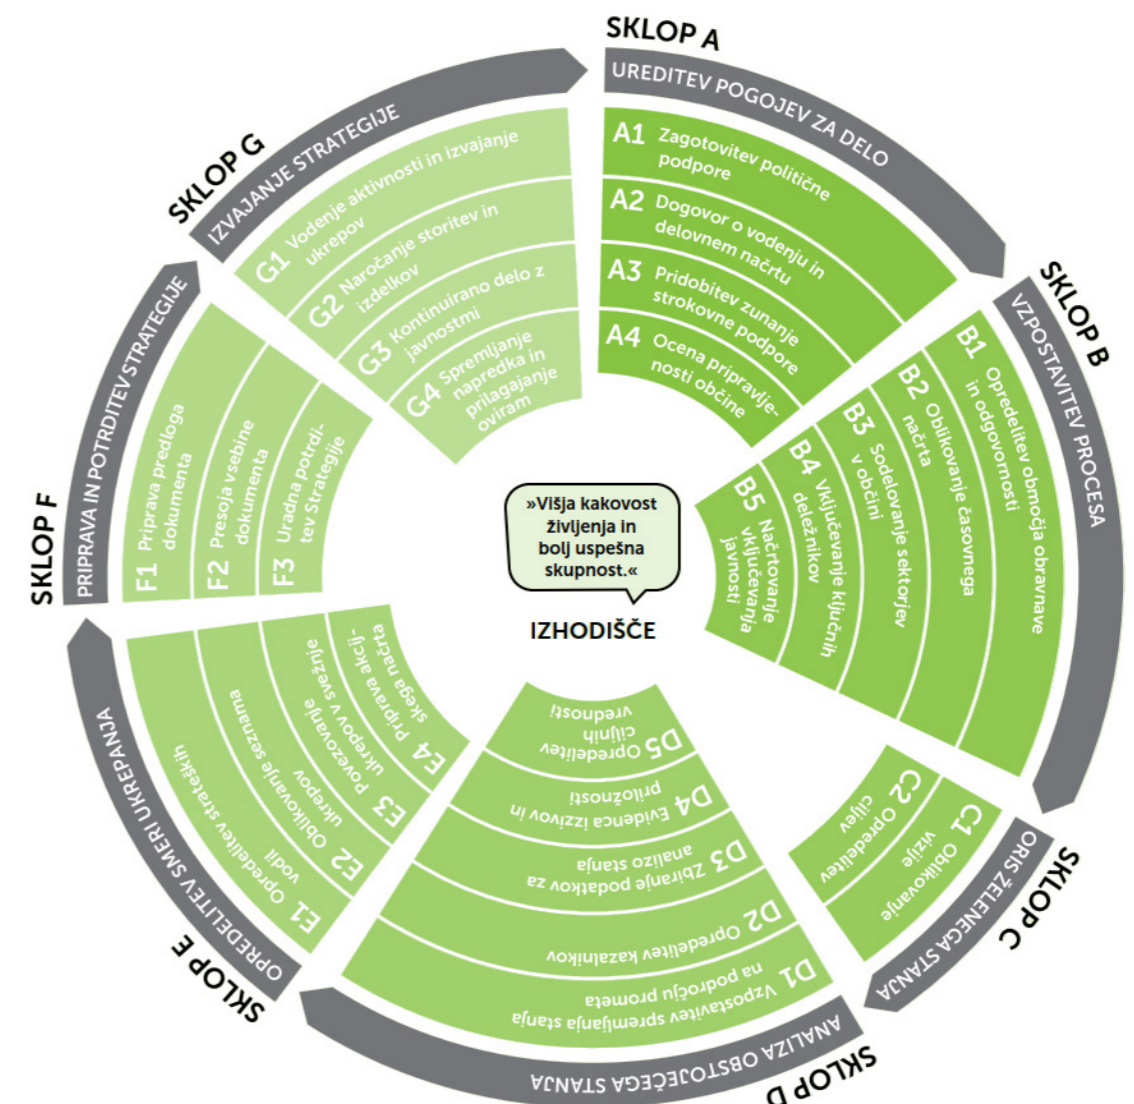 SKLOP A
UREDITEV POGOJEV ZA DELO
A1 Zagotovitev politične
podpore
A2 Dogovor o vodenju in
delovnem načrtu
A3 Pridobitev zunanje
strokovne podpore
A4 Ocena pripravlje-
nosti občine
SKLOP B
VZPOSTAVITEV PROCESA
B1 Opredelitev območja obravnave
in odgovornosti
B2 Oblikovanje časovnega
načrta
B3 Sodelovanje sektorjev
v občini
B4 Vključevanje ključnih
deležnikov
B5 Načrtovanje
vključevanja
javnosti
SKLOP C
ORIS ŽELENEGA STANJA
C1 Oblikovanje
vizije
C2 Opredelitev
ciljev
SKLOP D
ANALIZA OBSTOJEČEGA STANJA
D1 Vzpostavitev spremljanja stanja
na področju prometa
D2 Opredelitev kazalnikov
D3 Zbiranje podatkov za
analizo stanja
D4 Evidenca izzivov in
priložnosti
D5 Opredelitev
ciljnih
vrednosti
SKLOP E
OPREDELITEV SMERI UKREPANJA
E1 Opredelitev strateških
vodil
E2 Oblikovanje seznama
ukrepov
E3 Povezovanje
ukrepov v svežnje
E4 Priprava akcij-
skega načrta
SKLOP F
PRIPRAVA IN POTRDITEV STRATEGIJE
F1 Priprava predloga
dokumenta
F2 Presoja vsebine
dokumenta
F3 Uradna potrdi-
tev Strategije
SKLOP G
IZVAJANJE STRATEGIJE
G1 Vodenje aktivnosti in izvajanje
ukrepov
G2 Naročanje storitev in
izdelkov
G3 Kontinuirano delo z
javnostmi
G4 Spremljanje
napredka in
prilagajanje
oviram
»Višja kakovost
življenja in
bolj uspešna
skupnost.«
IZHODIŠČE